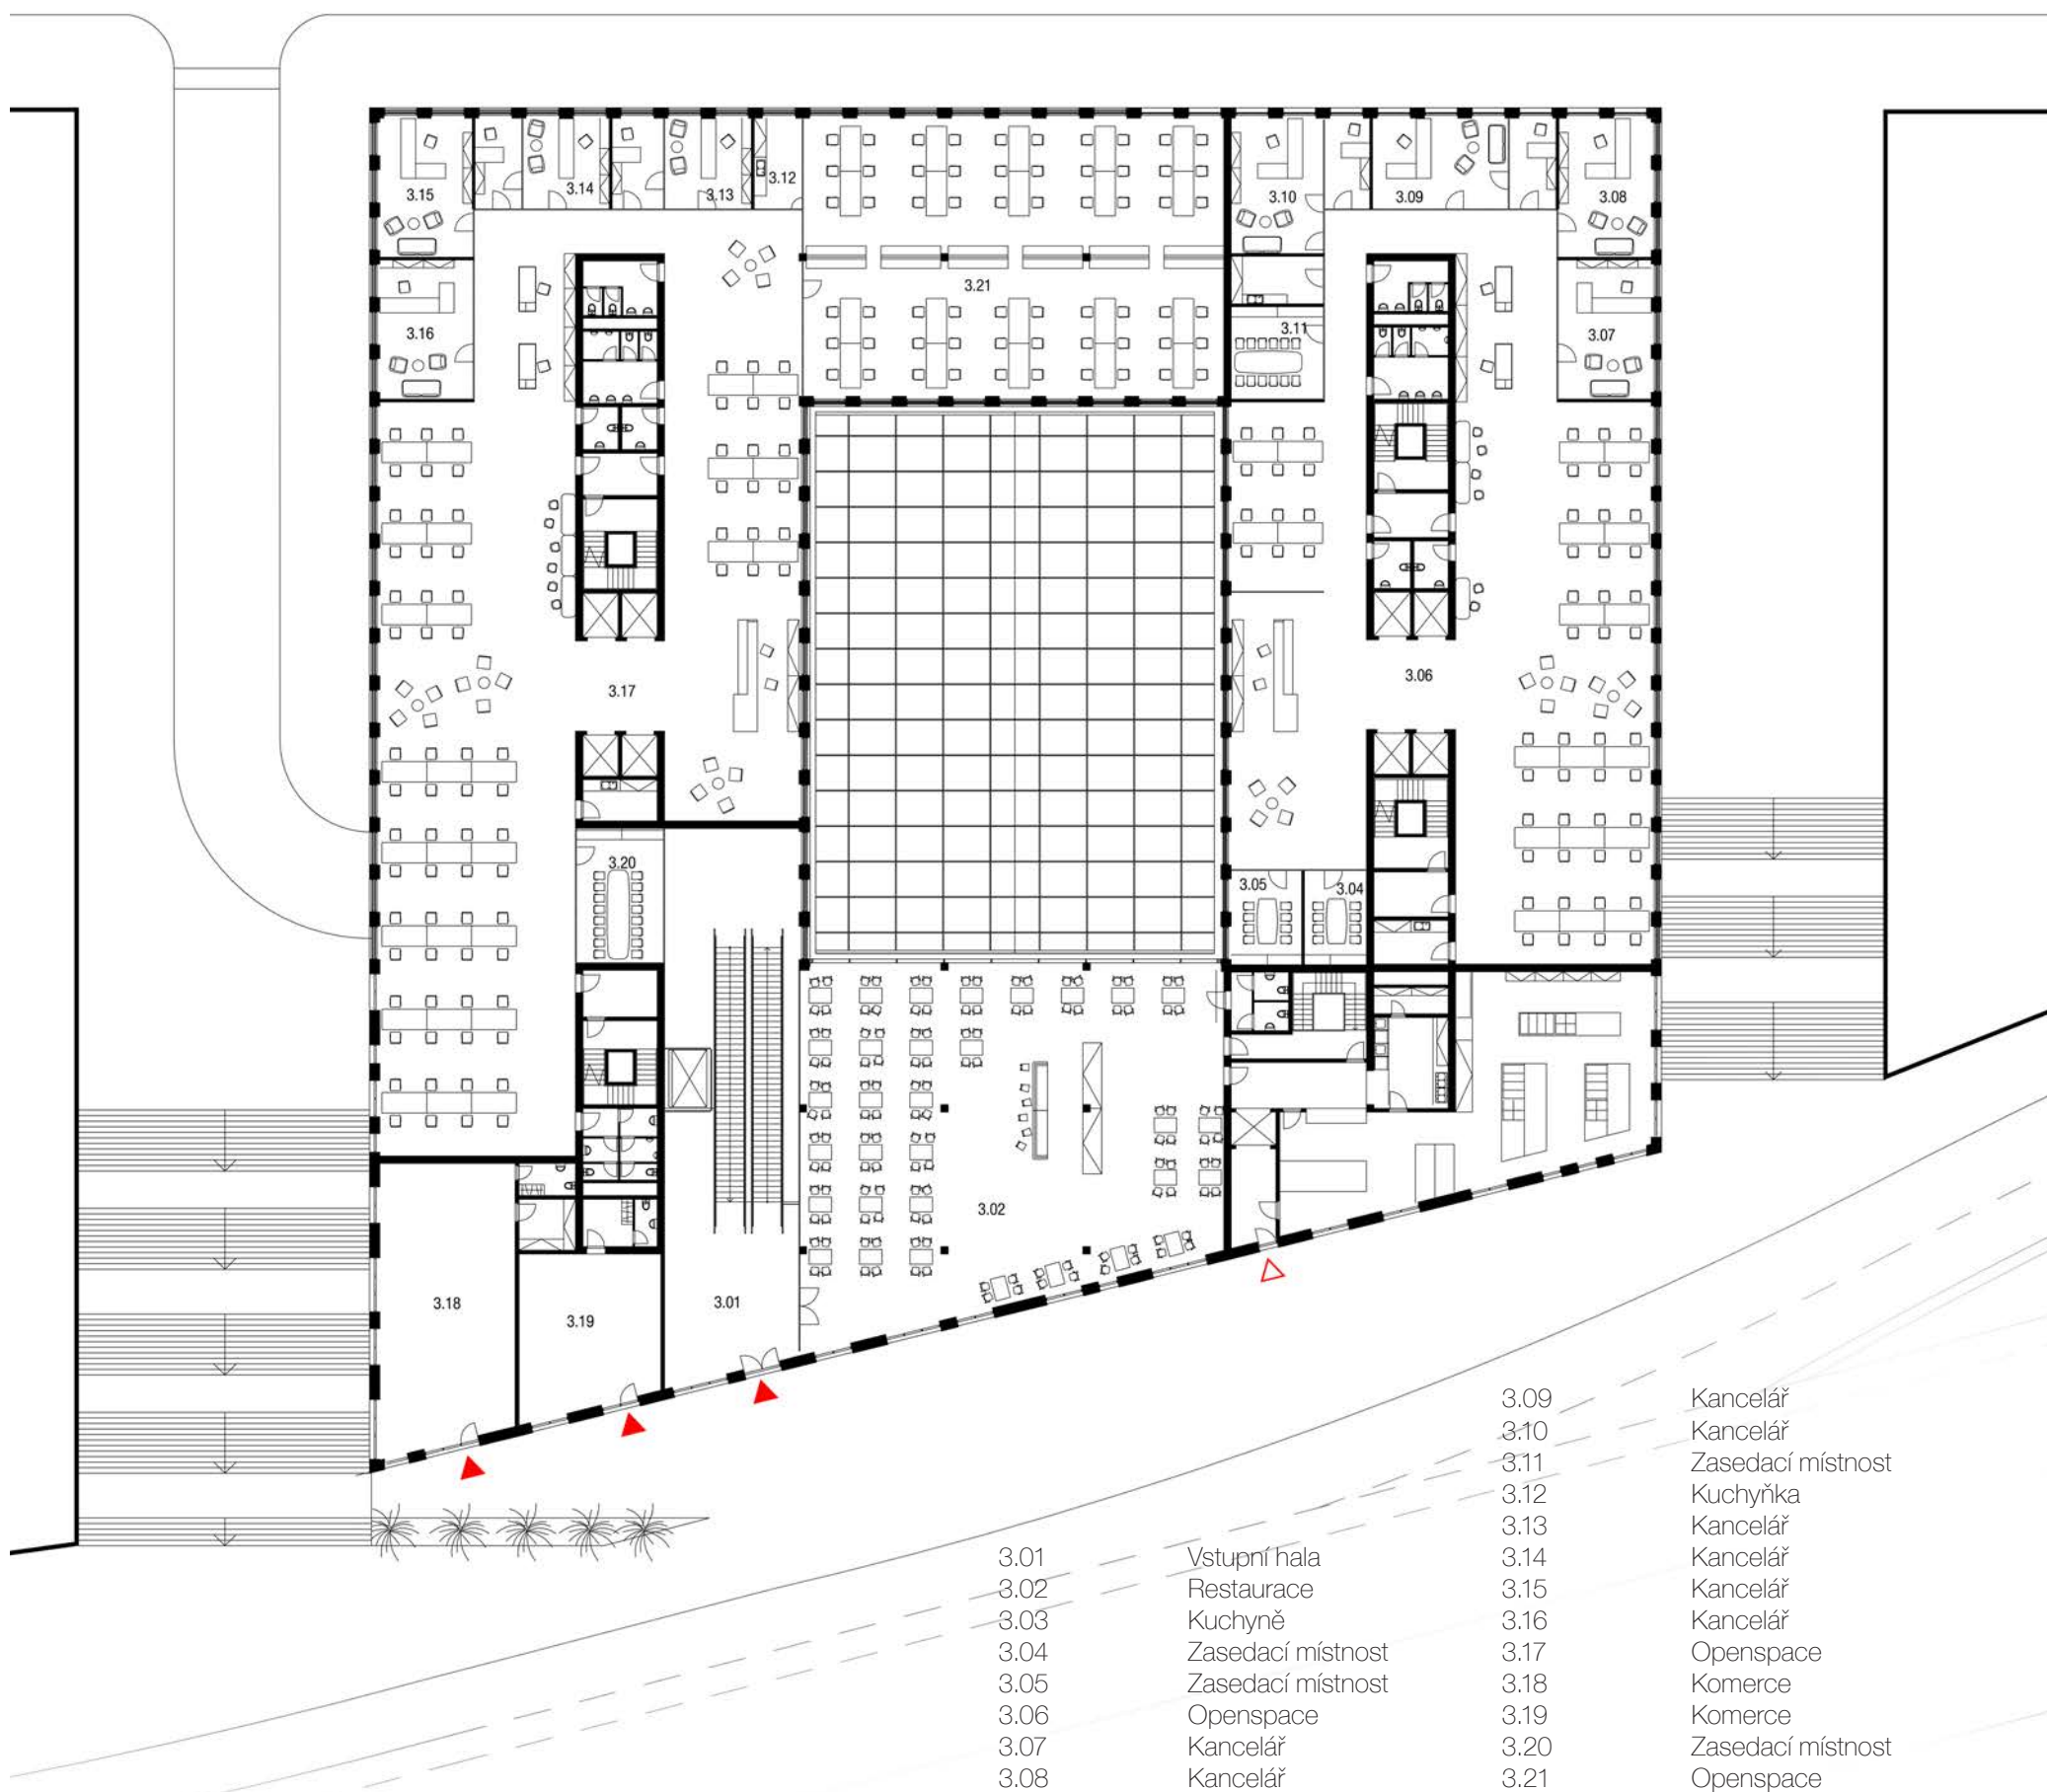 3.15
3.14
3.13
3.12
3.10
3.09
3.08
3.16
3.21
3.11
3.07
3.17
3.06
3.20
3.05
3.04
3.02
3.18
3.19
3.01
3.01 Vstupní hala
3.02 Restaurace
3.03 Kuchyně
3.04 Zasedací místnost
3.05 Zasedací místnost
3.06 Openspace
3.07 Kancelář
3.08 Kancelář
3.09 Kancelář
3.10 Kancelář
3.11 Zasedací místnost
3.12 Kuchyňka
3.13 Kancelář
3.14 Kancelář
3.15 Kancelář
3.16 Kancelář
3.17 Openspace
3.18 Komerce
3.19 Komerce
3.20 Zasedací místnost
3.21 Openspace